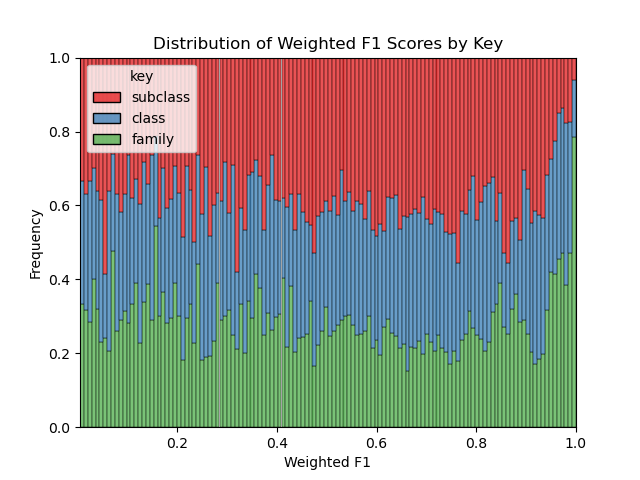 Distribution of Weighted F1 Scores by Key
1.0
0.8
0.6
0.4
0.2
0.0
Frequency
key
subclass
class
family
0.2 0.4 0.6 0.8 1.0
Weighted F1